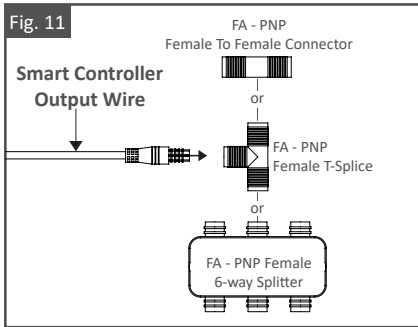 Fig. 11
FA - PNP
Female To Female Connector
Smart Controller
Output Wire
or
FA - PNP
Female T-Splice
or
FA - PNP Female
6-way Splitter